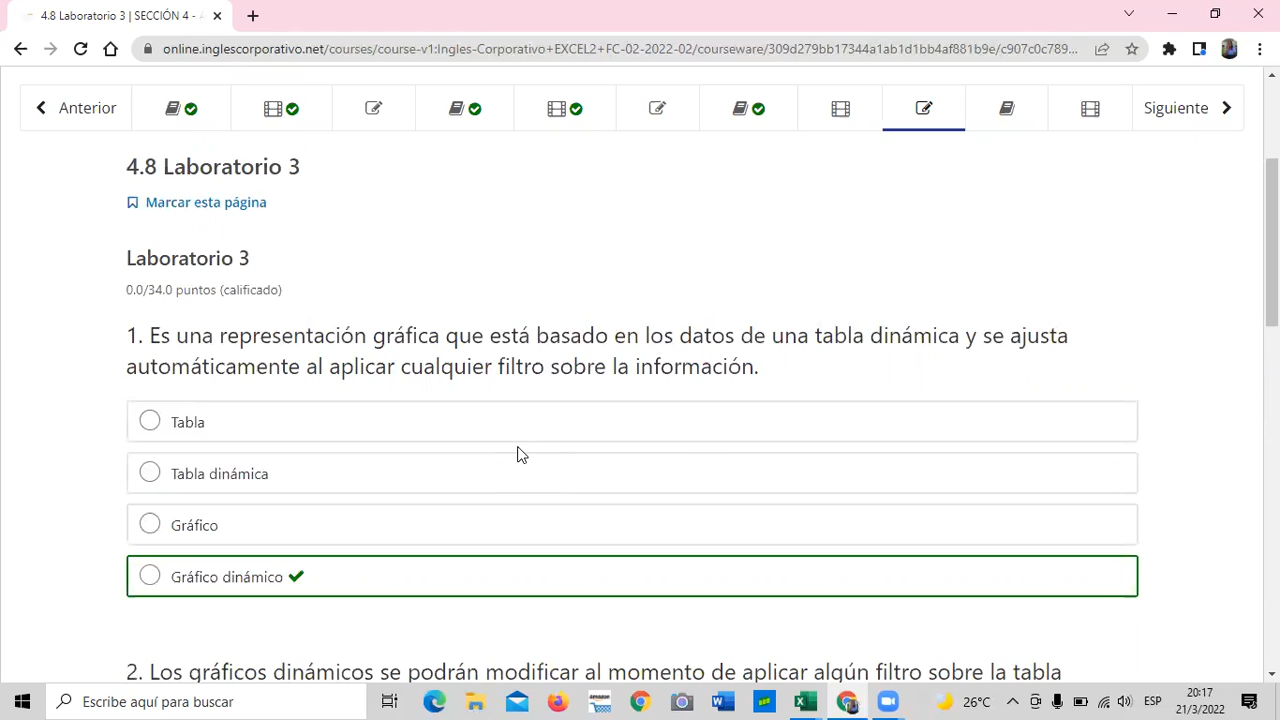 4.8 Laboratorio 3 | SECCIÓN 4 -
online.inglescorporativo.net/courses/course-v1:Ingles-Corporativo+EXCEL2+FC-02-2022-02/courseware/309d279bb17344a1ab1d1bb4af881b9e/c907c0c789...
Anterior
Siguiente
4.8 Laboratorio 3
Marcar esta página
Laboratorio 3
0.0/34.0 puntos (calificado)
1. Es una representación gráfica que está basado en los datos de una tabla dinámica y se ajusta
automáticamente al aplicar cualquier filtro sobre la información.
Tabla
Tabla dinámica
Gráfico
Gráfico dinámico
2. Los gráficos dinámicos se podrán modificar al momento de aplicar algún filtro sobre la tabla
Escribe aquí para buscar
26°C
ESP
20:17
21/3/2022